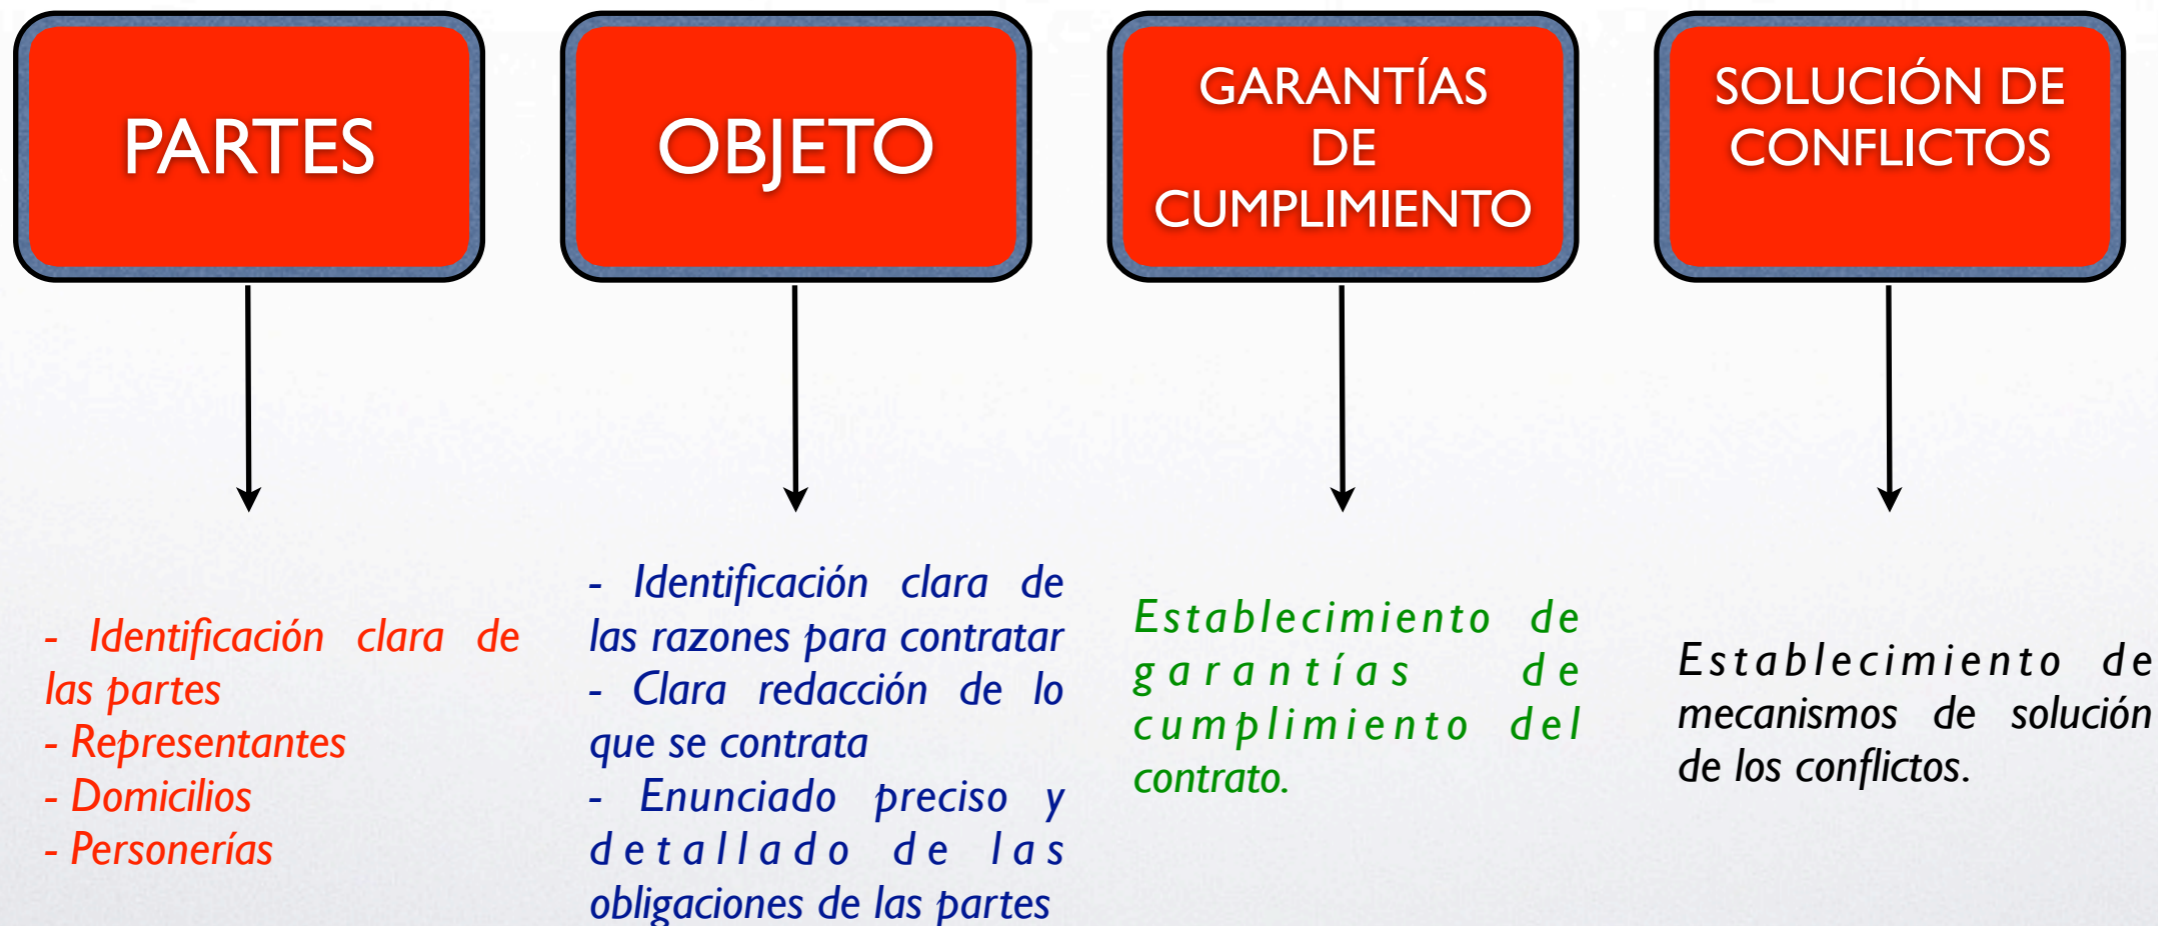 PARTES
OBJETO
GARANTÍAS
DE
CUMPLIMIENTO
SOLUCIÓN DE
CONFLICTOS
- Identificación clara de
las partes
- Representantes
- Domicilios
- Personerías
- Identificación clara de
las razones para contratar
- Clara redacción de lo
que se contrata
- Enunciado preciso y
detallado de las
obligaciones de las partes
Establecimiento de
garantías de
cumplimiento del
contrato.
Establecimiento de
mecanismos de solución
de los conflictos.